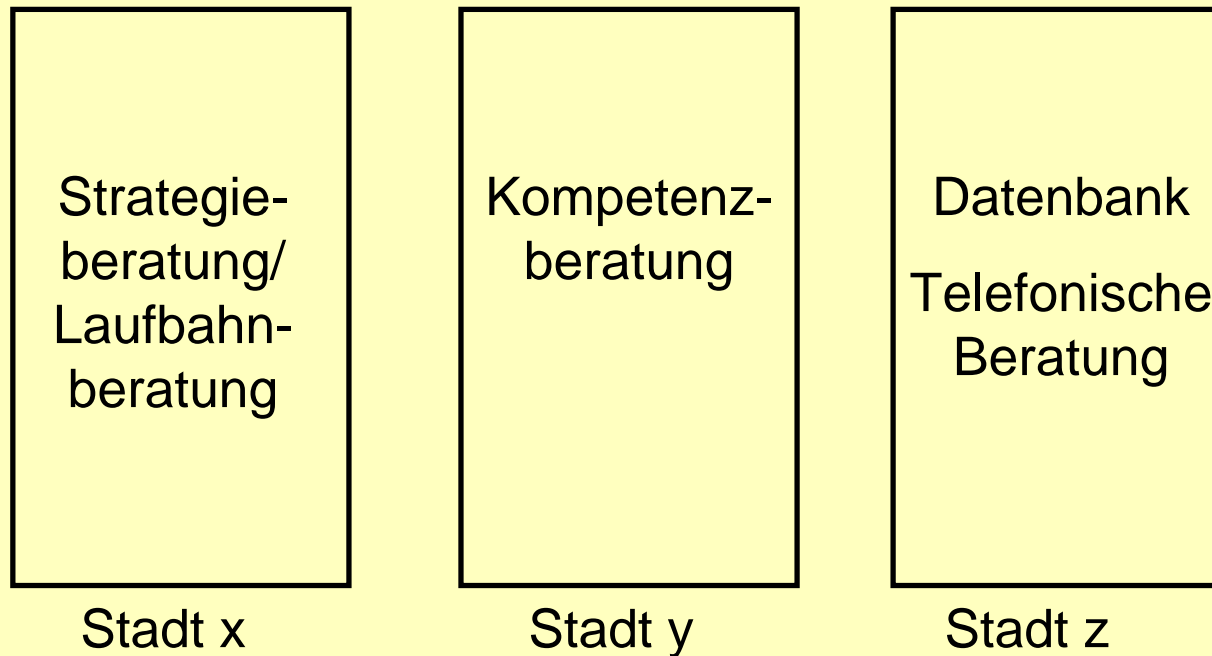 Strategie-
beratung/
Laufbahn-
beratung
Kompetenz-
beratung
Datenbank
Telefonische
Beratung
Stadt x
Stadt y
Stadt z